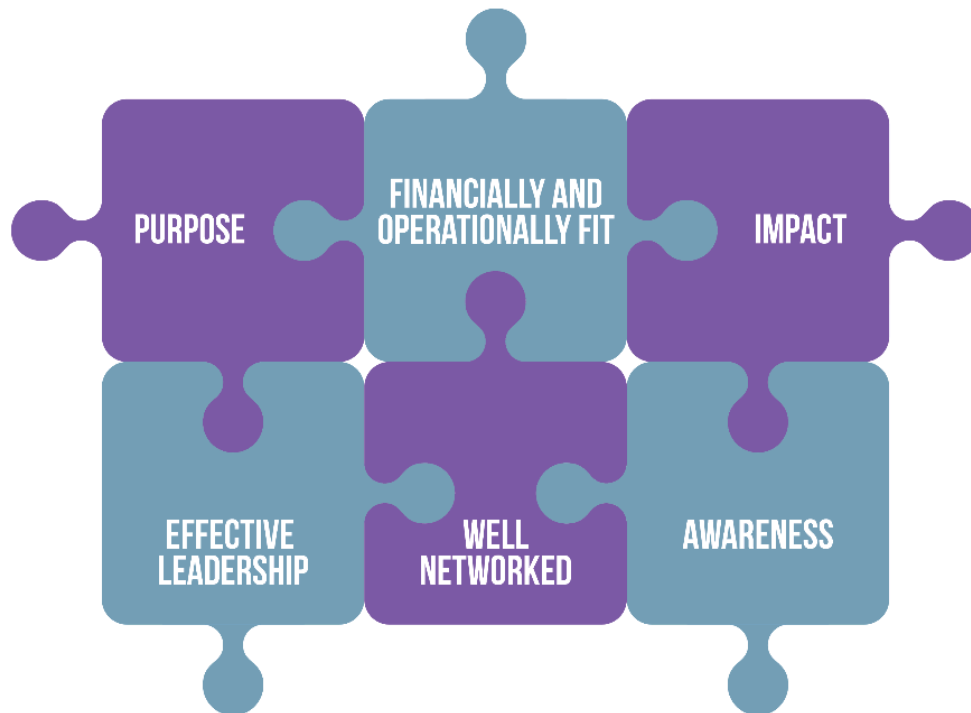 PURPOSE
FINANCIALLY AND
OPERATIONALLY FIT
IMPACT
EFFECTIVE
LEADERSHIP
WELL
NETWORKED
AWARENESS